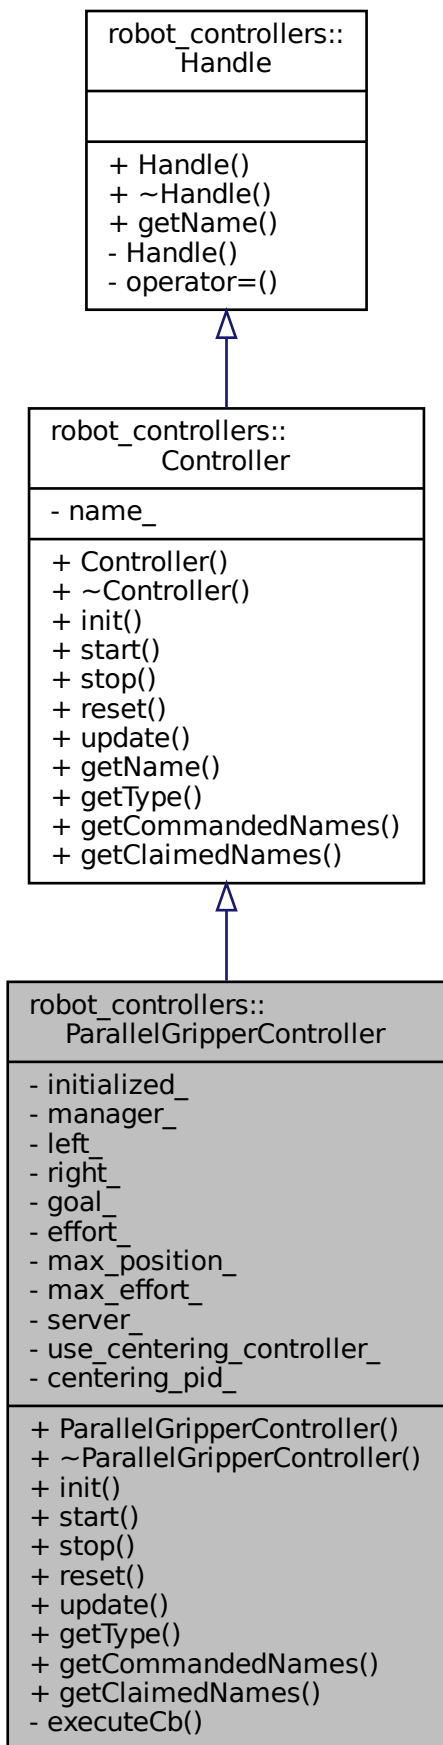 robot_controllers::
Handle
+ Handle()
+ ~Handle()
+ getName()
- Handle()
- operator=()
robot_controllers::
Controller
- name_
+ Controller()
+ ~Controller()
+ init()
+ start()
+ stop()
+ reset()
+ update()
+ getName()
+ getType()
+ getCommandedNames()
+ getClaimedNames()
robot_controllers::
ParallelGripperController
- initialized_
- manager_
- left_
- right_
- goal_
- effort_
- max_position_
- max_effort_
- server_
- use_centering_controller_
- centering_pid_
+ ParallelGripperController()
+ ~ParallelGripperController()
+ init()
+ start()
+ stop()
+ reset()
+ update()
+ getType()
+ getCommandedNames()
+ getClaimedNames()
- executeCb()